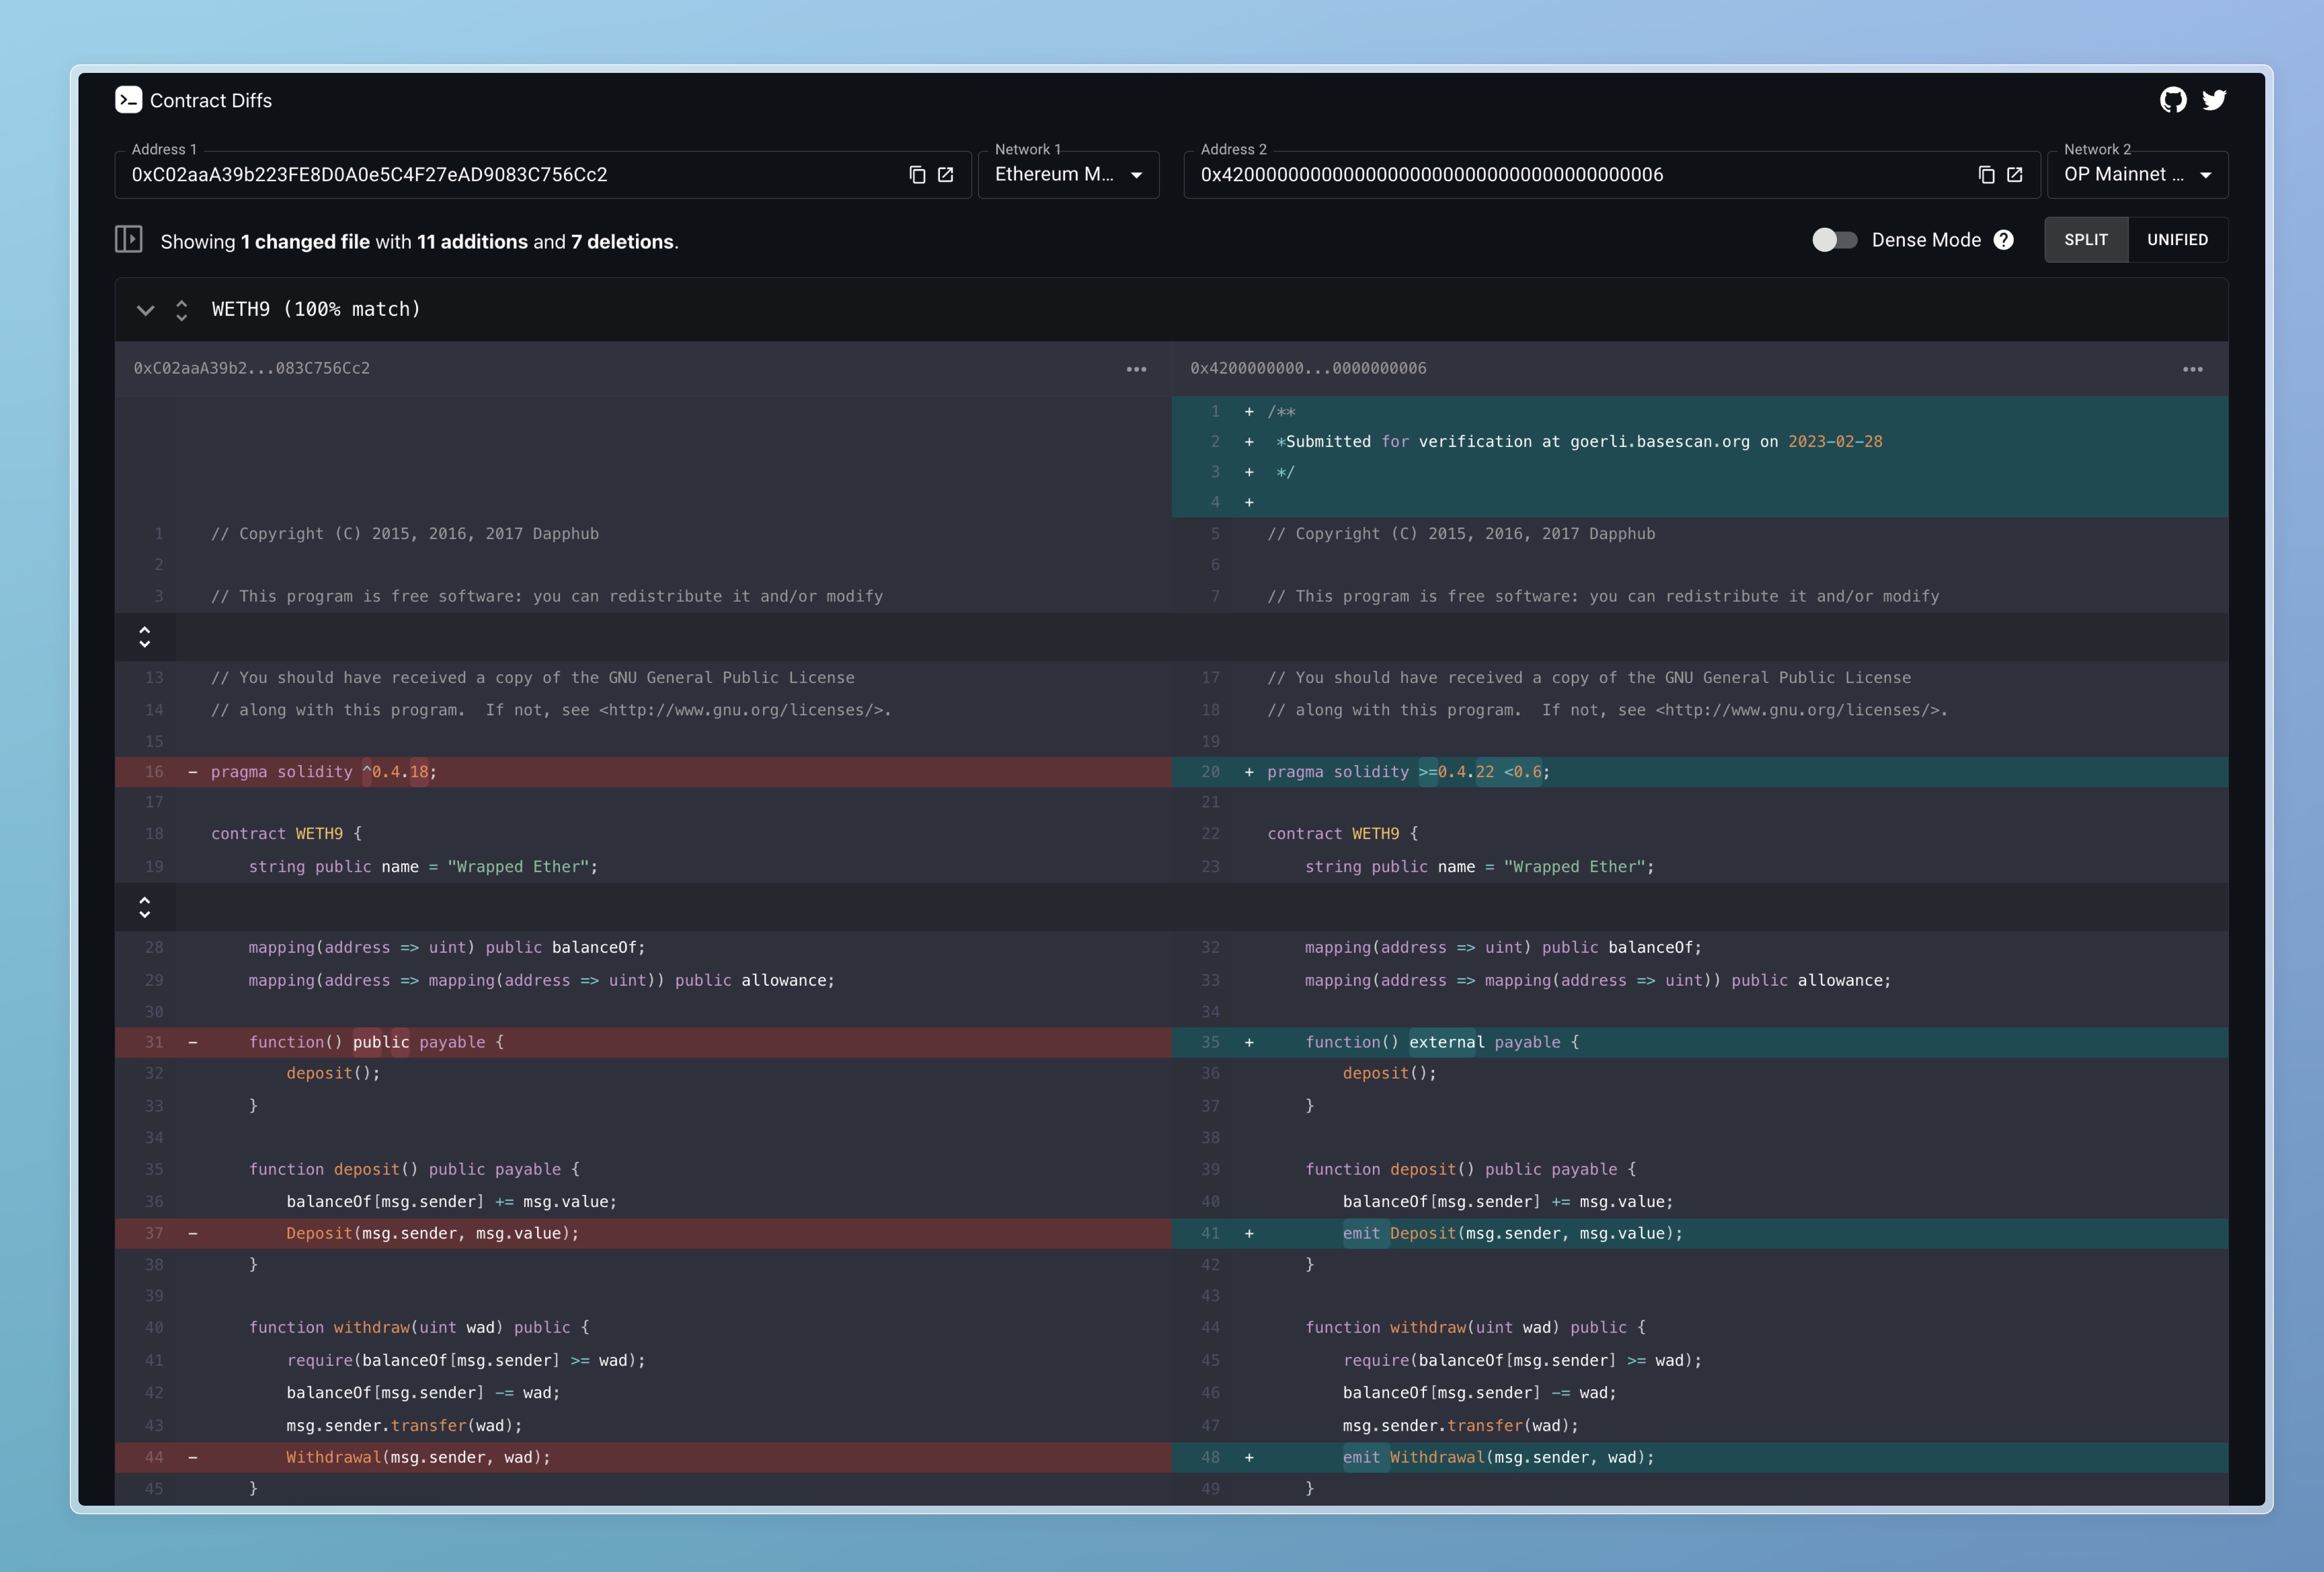 Contract Diffs
Address 1
0xC02aaA39b223FE8D0A0e5C4F27eAD9083C756Cc2
Network 1
Ethereum M...
Address 2
0x4200000000000000000000000000000000000006
Network 2
OP Mainnet ...
Showing 1 changed file with 11 additions and 7 deletions.
Dense Mode ?
SPLIT UNIFIED
WETH9 (100% match)
0xC02aaA39b2...083C756Cc2 •••
1 // Copyright (C) 2015, 2016, 2017 Dapphub
2
3 // This program is free software: you can redistribute it and/or modify
13 // You should have received a copy of the GNU General Public License
14 // along with this program.  If not, see <http://www.gnu.org/licenses/>.
15
16 - pragma solidity ^0.4.18;
17
18 contract WETH9 {
19     string public name = "Wrapped Ether";
28     mapping(address => uint) public balanceOf;
29     mapping(address => mapping(address => uint)) public allowance;
30
31 -     function() public payable {
32         deposit();
33     }
34
35     function deposit() public payable {
36         balanceOf[msg.sender] += msg.value;
37 -         Deposit(msg.sender, msg.value);
38     }
39
40     function withdraw(uint wad) public {
41         require(balanceOf[msg.sender] >= wad);
42         balanceOf[msg.sender] -= wad;
43         msg.sender.transfer(wad);
44 -         Withdrawal(msg.sender, wad);
45     }
0x4200000000...0000000006 •••
1 + /**
2 +  *Submitted for verification at goerli.basescan.org on 2023-02-28
3 +  */
4 +
5 // Copyright (C) 2015, 2016, 2017 Dapphub
6
7 // This program is free software: you can redistribute it and/or modify
17 // You should have received a copy of the GNU General Public License
18 // along with this program.  If not, see <http://www.gnu.org/licenses/>.
19
20 + pragma solidity >=0.4.22 <0.6;
21
22 contract WETH9 {
23     string public name = "Wrapped Ether";
32     mapping(address => uint) public balanceOf;
33     mapping(address => mapping(address => uint)) public allowance;
34
35 +     function() external payable {
36         deposit();
37     }
38
39     function deposit() public payable {
40         balanceOf[msg.sender] += msg.value;
41 +         emit Deposit(msg.sender, msg.value);
42     }
43
44     function withdraw(uint wad) public {
45         require(balanceOf[msg.sender] >= wad);
46         balanceOf[msg.sender] -= wad;
47         msg.sender.transfer(wad);
48 +         emit Withdrawal(msg.sender, wad);
49     }